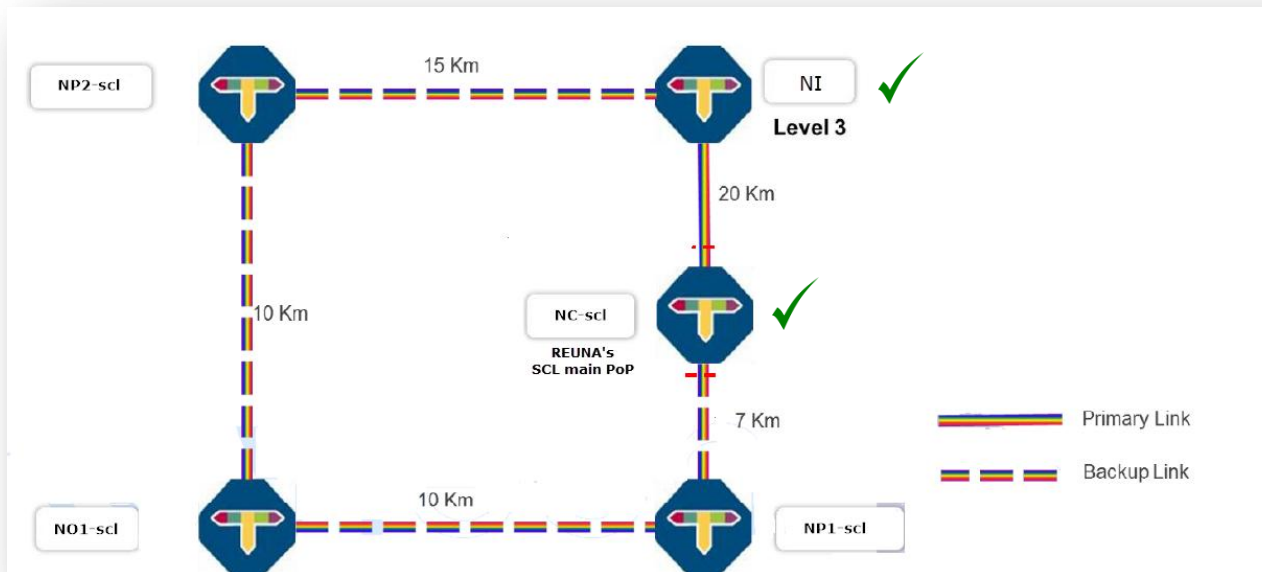 NP2-scl
15 Km
NI
Level 3
20 Km
10 Km
NC-scl
REUNA's
SCL main PoP
7 Km
Primary Link
Backup Link
NO1-scl
10 Km
NP1-scl